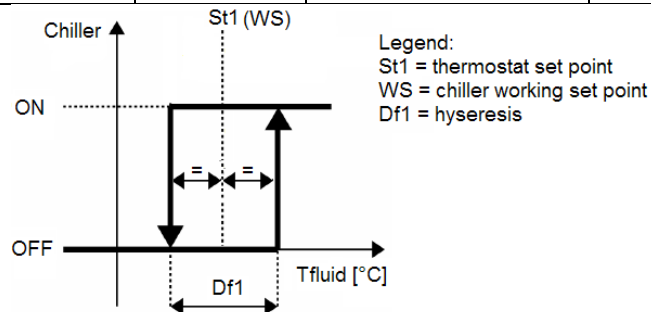 St1 (WS)
Chiller
Legend:
St1 = thermostat set point
WS = chiller working set point
Df1 = hyseresis
ON
= =
OFF
Tfluid [°C]
Df1